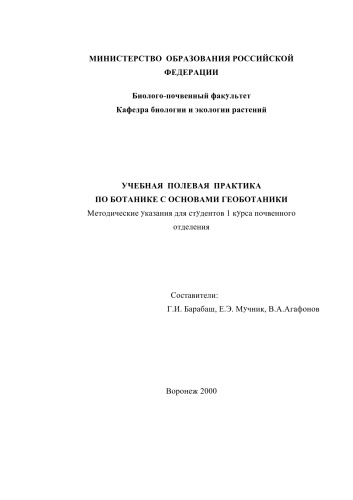 МИНИСТЕРСТВО ОБРАЗОВАНИЯ РОССИЙСКОЙ
ФЕДЕРАЦИИ
Биолого-почвенный факультет
Кафедра биологии и экологии растений
УЧЕБНАЯ ПОЛЕВАЯ ПРАКТИКА
ПО БОТАНИКЕ С ОСНОВАМИ ГЕОБОТАНИКИ
Методические указания для студентов 1 курса почвенного
отделения
Составители:
Г.И. Барабаш, Е.Э. Мучник, В.А.Агафонов
Воронеж 2000